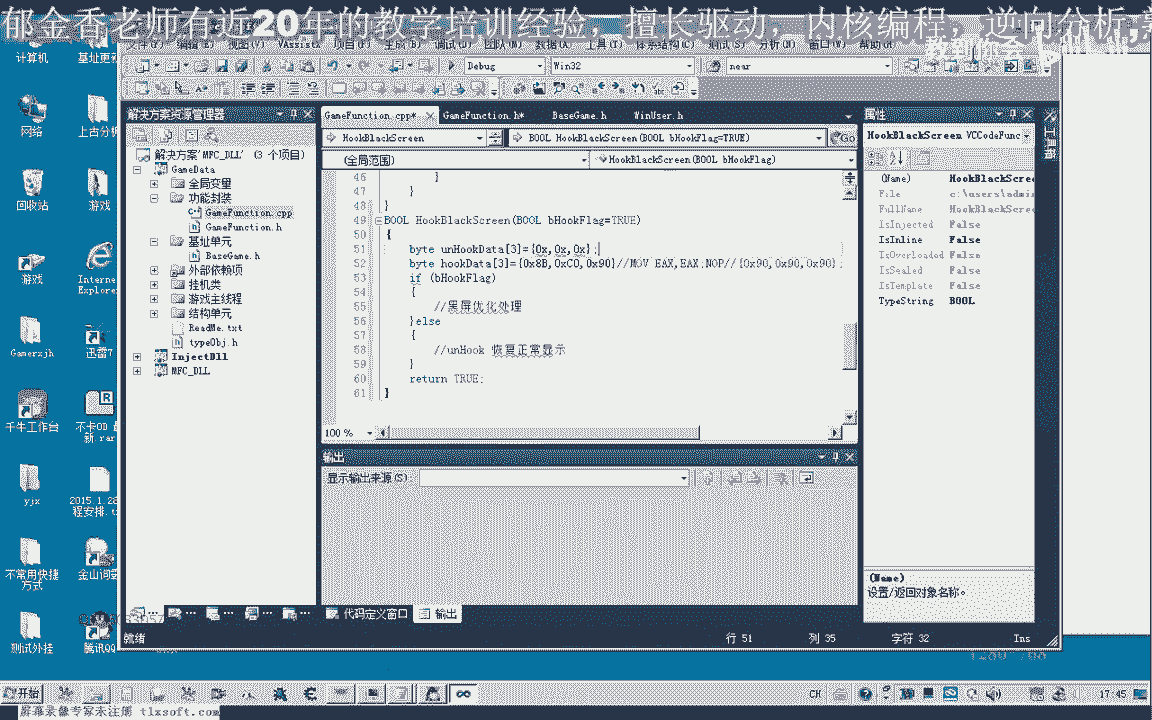 郁金香老师有近20年的教学培训经验，擅长驱动，内核编程，逆向分析,
文件(F) 编辑(E) 视图(V) VAssistX 项目(P) 生成(B) 调试(D) 团队(M) 数据(A) 工具(T) 体系结构(C) 测试(S) 分析(N) 窗口(W) 帮助(H)
Debug Win32 near
计算机
网络
上古分
回收站
游戏
游戏
Internet
Explorer
Gamerxjh
迅雷7
千牛工作台
不卡OD
新.rar
yjx
2015.1.28
程安排.t
不常用快捷
方式
金山词
测试外挂
腾讯QQ
解决方案资源管理器
解决方案'MFC_DLL' (3 个项目)
GameData
全局变量
功能封装
GameFunction.cpp
GameFunction.h
基址单元
BaseGame.h
外部依赖项
挂机类
游戏主线程
结构单元
ReadMe.txt
typeObj.h
InjectDll
MFC_DLL
GameFunction.cpp* GameFunction.h* BaseGame.h WinUser.h
HookBlackScreen BOOL HookBlackScreen(BOOL bHookFlag=TRUE) Go
(全局范围) HookBlackScreen(BOOL bHookFlag)
46 }
47 }
48 }
49 BOOL HookBlackScreen(BOOL bHookFlag=TRUE)
50 {
51 byte unHookData[3]={0x,0x,0x};
52 byte hookData[3]={0x8B,0xC0,0x90}//MOV EAX,EAX;NOP//{0x90,0x90,0x90};
53 if (bHookFlag)
54 {
55 //黑屏优化处理
56 }else
57 {
58 //unHook 恢复正常显示
59 }
60 return TRUE;
61 }
100 %
输出
显示输出来源(S):
代码定义窗口 输出
属性
HookBlackScreen VCCodeFunc
(Name) HookBlackScre
File c:\users\admin
FullName HookBlackScre
IsInjected False
IsInline False
IsOverloaded False
IsSealed False
IsTemplate False
TypeString BOOL
(Name)
设置/返回对象名称。
工具箱
就绪 行 51 列 35 字符 32 Ins
开始 CH 17:45
屏幕录像专家未注册 tlxsoft.com